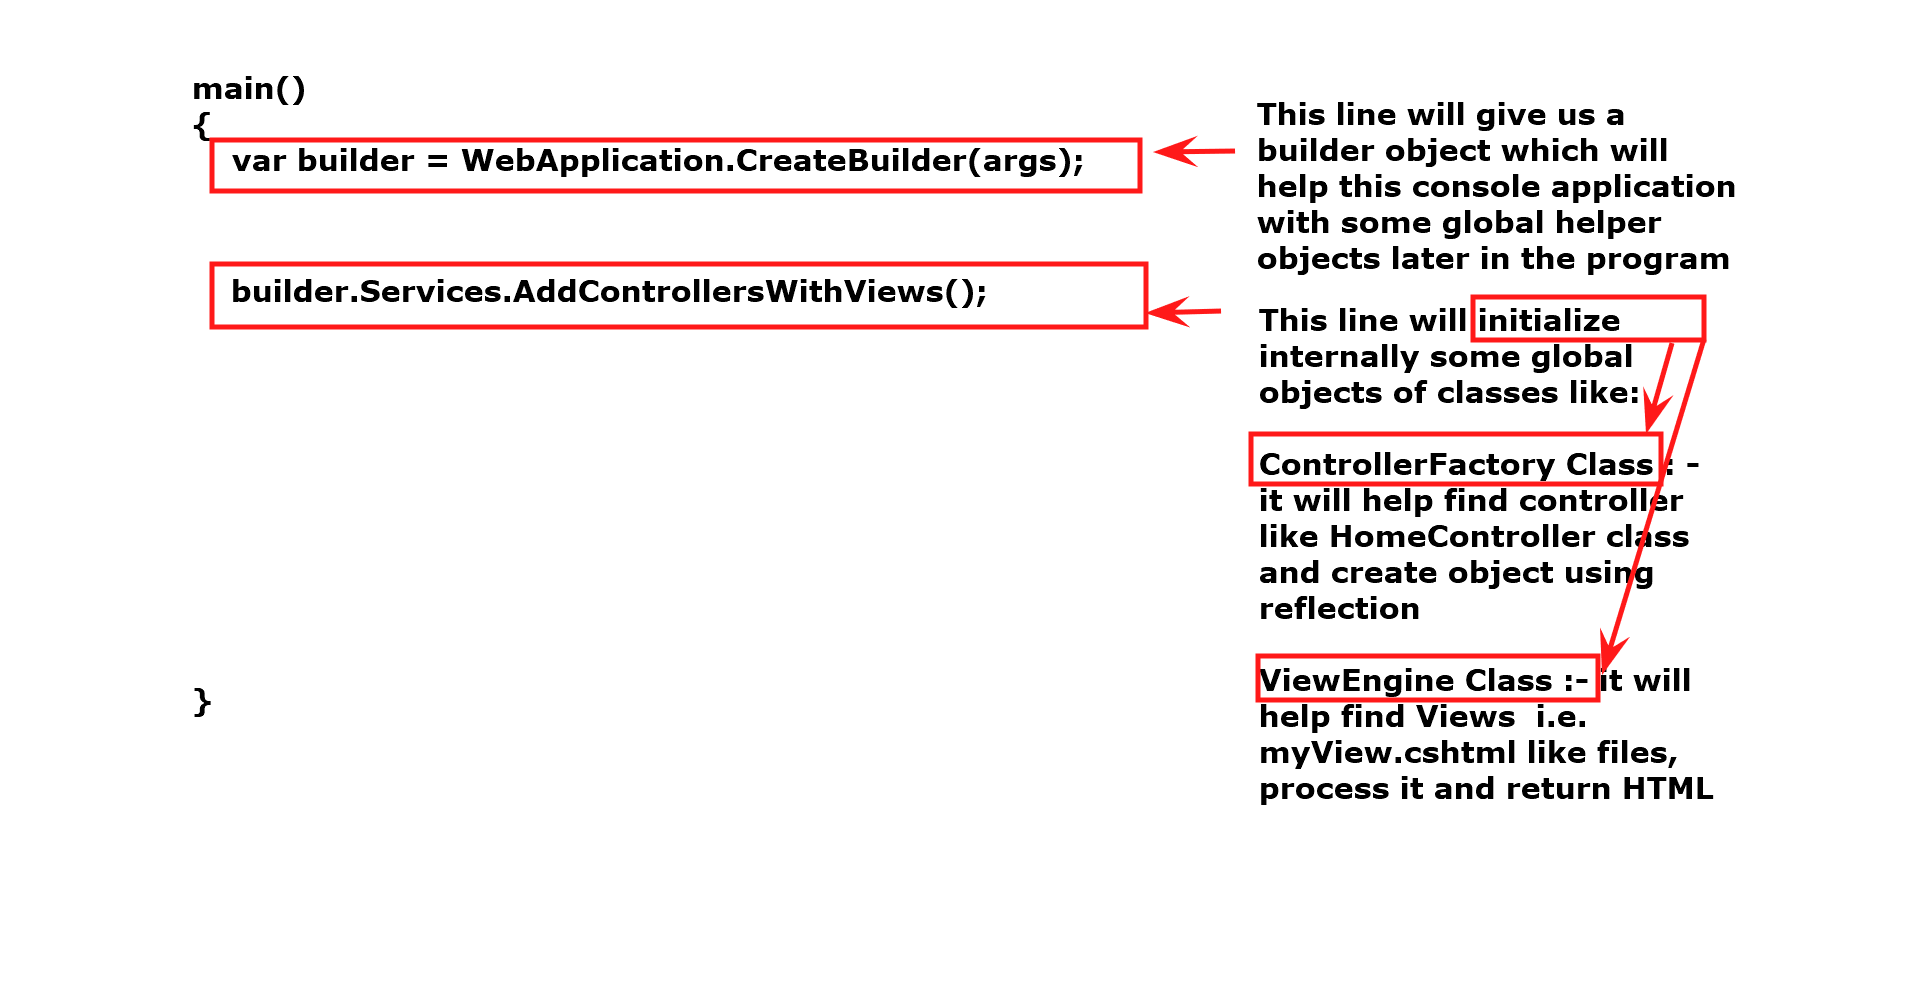 main()
{
var builder = WebApplication.CreateBuilder(args);
builder.Services.AddControllersWithViews();
}
This line will give us a
builder object which will
help this console application
with some global helper
objects later in the program
This line will initialize
internally some global
objects of classes like:
ControllerFactory Class : -
it will help find controller
like HomeController class
and create object using
reflection
ViewEngine Class :- it will
help find Views  i.e.
myView.cshtml like files,
process it and return HTML